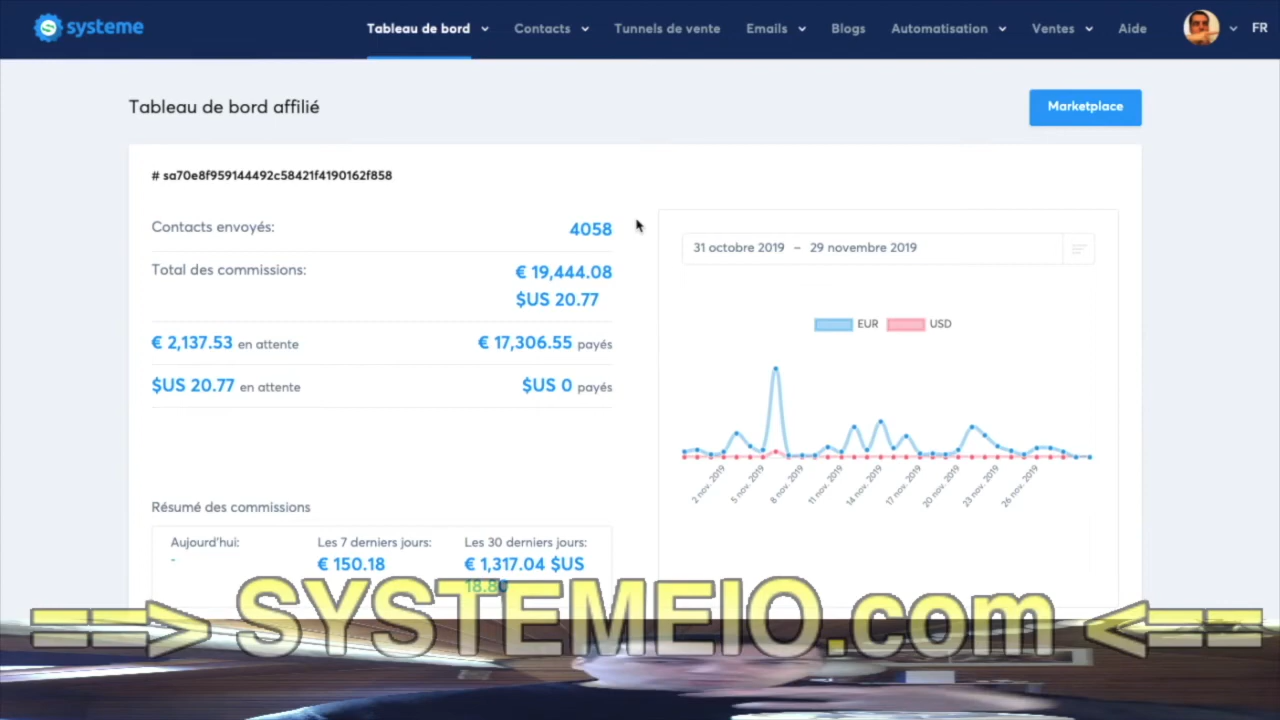 systeme
Tableau de bord
Contacts
Tunnels de vente
Emails
Blogs
Automatisation
Ventes
Aide
FR
Tableau de bord affilié
Marketplace
# sa70e8f959144492c58421f4190162f858
Contacts envoyés:
4058
Total des commissions:
€ 19,444.08
$US 20.77
€ 2,137.53 en attente
€ 17,306.55 payés
$US 20.77 en attente
$US 0 payés
31 octobre 2019 – 29 novembre 2019
EUR
USD
2 nov. 2019
5 nov. 2019
8 nov. 2019
11 nov. 2019
14 nov. 2019
17 nov. 2019
20 nov. 2019
23 nov. 2019
26 nov. 2019
Résumé des commissions
Aujourd'hui:
-
Les 7 derniers jours:
€ 150.18
Les 30 derniers jours:
€ 1,317.04 $US
18.80
==> SYSTEMEIO.com <==